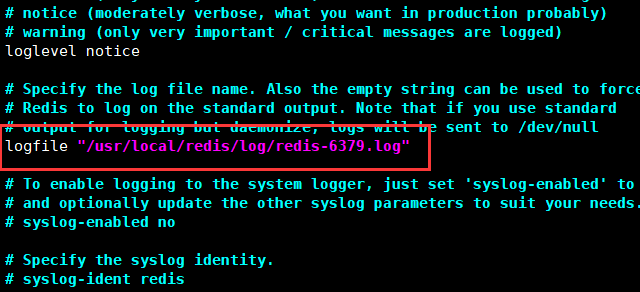 # notice (moderately verbose, what you want in production probably)
# warning (only very important / critical messages are logged)
loglevel notice
# Specify the log file name. Also the empty string can be used to force
# Redis to log on the standard output. Note that if you use standard
# output for logging but daemonize, logs will be sent to /dev/null
logfile "/usr/local/redis/log/redis-6379.log"
# To enable logging to the system logger, just set 'syslog-enabled' to
# and optionally update the other syslog parameters to suit your needs.
# syslog-enabled no
# Specify the syslog identity.
# syslog-ident redis